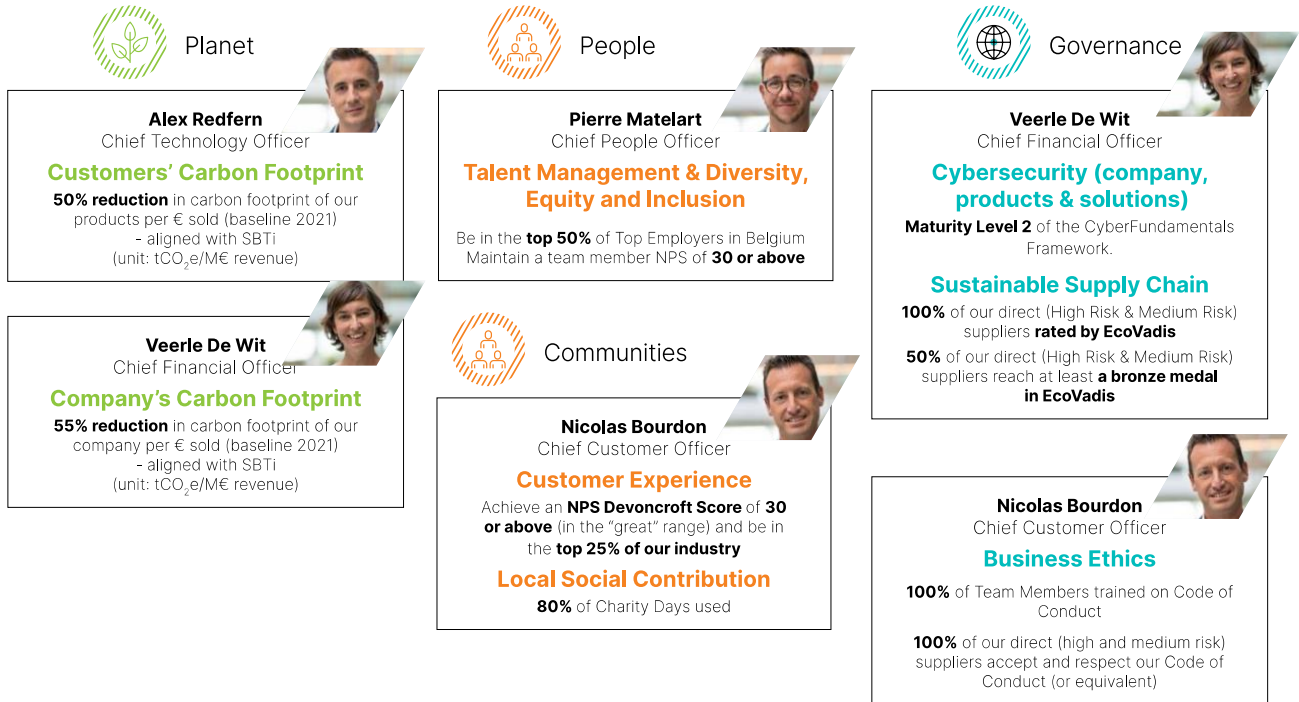 Planet
Alex Redfern
Chief Technology Officer
Customers’ Carbon Footprint
50% reduction in carbon footprint of our
products per € sold (baseline 2021)
- aligned with SBTi
(unit: tCO₂e/M€ revenue)
Veerle De Wit
Chief Financial Officer
Company’s Carbon Footprint
55% reduction in carbon footprint of our
company per € sold (baseline 2021)
- aligned with SBTi
(unit: tCO₂e/M€ revenue)
People
Pierre Matelart
Chief People Officer
Talent Management & Diversity,
Equity and Inclusion
Be in the top 50% of Top Employers in Belgium
Maintain a team member NPS of 30 or above
Communities
Nicolas Bourdon
Chief Customer Officer
Customer Experience
Achieve an NPS Devoncroft Score of 30
or above (in the “great” range) and be in
the top 25% of our industry
Local Social Contribution
80% of Charity Days used
Governance
Veerle De Wit
Chief Financial Officer
Cybersecurity (company,
products & solutions)
Maturity Level 2 of the CyberFundamentals
Framework.
Sustainable Supply Chain
100% of our direct (High Risk & Medium Risk)
suppliers rated by EcoVadis
50% of our direct (High Risk & Medium Risk)
suppliers reach at least a bronze medal
in EcoVadis
Nicolas Bourdon
Chief Customer Officer
Business Ethics
100% of Team Members trained on Code of
Conduct
100% of our direct (high and medium risk)
suppliers accept and respect our Code of
Conduct (or equivalent)